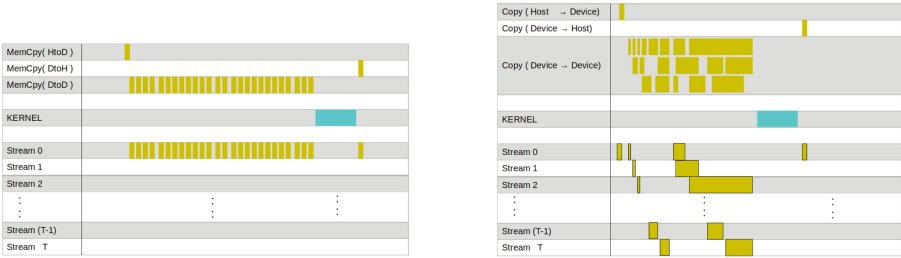 MemCpy( HtoD )
MemCpy( DtoH )
MemCpy( DtoD )
KERNEL
Stream 0
Stream 1
Stream 2
Stream (T-1)
Stream T
Copy ( Host → Device)
Copy ( Device → Host)
Copy ( Device → Device)
KERNEL
Stream 0
Stream 1
Stream 2
Stream (T-1)
Stream T